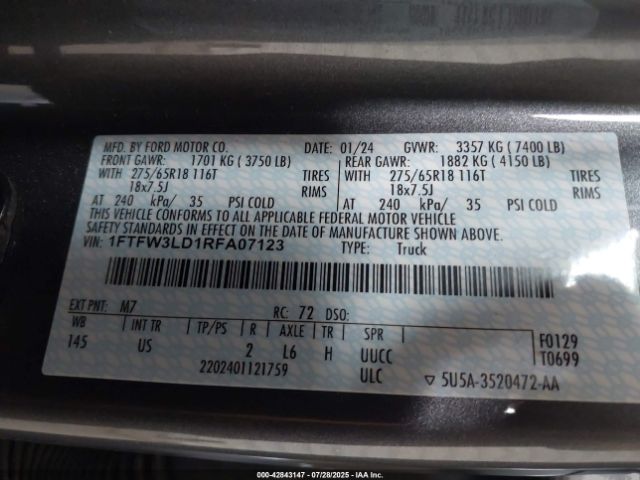 MFD. BY FORD MOTOR CO. DATE: 01/24 GVWR: 3357 KG ( 7400 LB)
FRONT GAWR: 1701 KG ( 3750 LB) REAR GAWR: 1882 KG ( 4150 LB)
WITH 275/65R18 116T TIRES WITH 275/65R18 116T TIRES
18x7.5J RIMS 18x7.5J RIMS
AT 240 kPa/ 35 PSI COLD AT 240 kPa/ 35 PSI COLD
THIS VEHICLE CONFORMS TO ALL APPLICABLE FEDERAL MOTOR VEHICLE
SAFETY STANDARDS IN EFFECT ON THE DATE OF MANUFACTURE SHOWN ABOVE.
VIN: 1FTFW3LD1RFA07123 TYPE: Truck
EXT PNT: M7 RC: 72 DSO:
WB INT TR TP/PS R AXLE TR SPR F0129
145 US 2 L6 H UUCC T0699
2202401121759 ULC ▽ 5U5A-3520472-AA
000-42843147 | 07/28/2025 - IAA Inc.